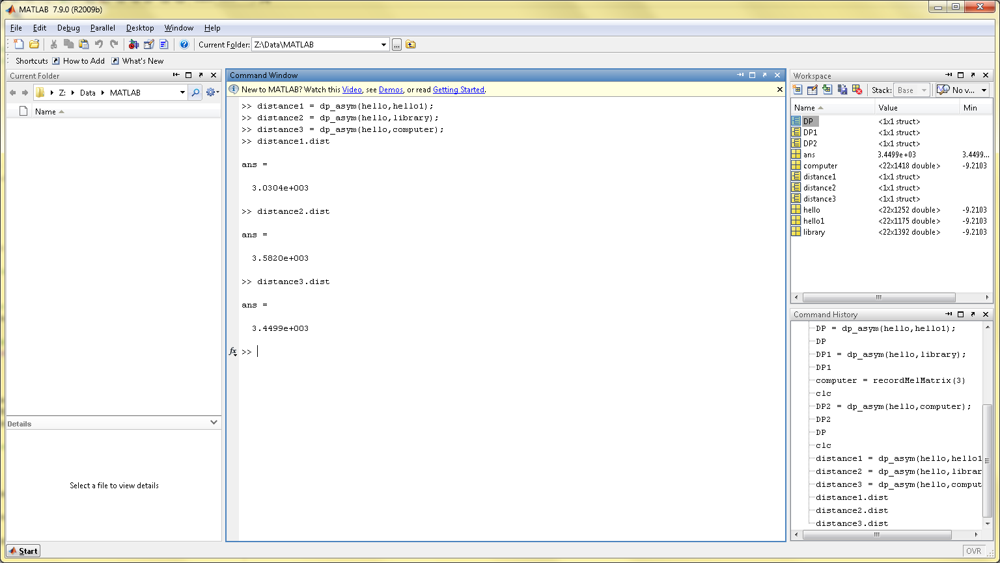 MATLAB 7.9.0 (R2009b)
File Edit Debug Parallel Desktop Window Help
Current Folder: Z:\Data\MATLAB ...
Shortcuts How to Add What's New
Current Folder
Z: Data MATLAB
Name
Details
Select a file to view details
Command Window
New to MATLAB? Watch this Video, see Demos, or read Getting Started.
>> distance1 = dp_asym(hello,hello1);
>> distance2 = dp_asym(hello,library);
>> distance3 = dp_asym(hello,computer);
>> distance1.dist
ans =
3.0304e+003
>> distance2.dist
ans =
3.5820e+003
>> distance3.dist
ans =
3.4499e+003
fx >>
Workspace
Stack: Base No v...
Name Value Min
DP <1x1 struct>
DP1 <1x1 struct>
DP2 <1x1 struct>
ans 3.4499e+03 3.4499...
computer <22x1418 double> -9.2103
distance1 <1x1 struct>
distance2 <1x1 struct>
distance3 <1x1 struct>
hello <22x1252 double> -9.2103
hello1 <22x1175 double> -9.2103
library <22x1392 double> -9.2103
Command History
DP = dp_asym(hello,hello1);
DP
DP1 = dp_asym(hello,library);
DP1
computer = recordMelMatrix(3)
clc
DP2 = dp_asym(hello,computer);
DP2
DP
clc
distance1 = dp_asym(hello,hello1
distance2 = dp_asym(hello,librar
distance3 = dp_asym(hello,comput
distance1.dist
distance2.dist
distance3.dist
Start
OVR